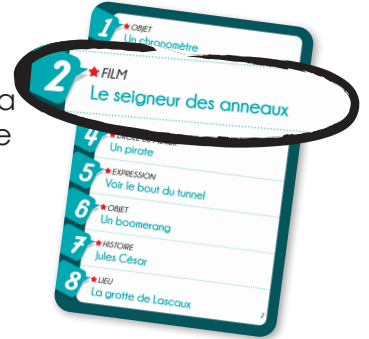 1
★ OBJET
Un chronomètre
2
★ FILM
Le seigneur des anneaux
a
e
4
Un pirate
5
★ EXPRESSION
Voir le bout du tunnel
6
★ OBJET
Un boomerang
7
★ HISTOIRE
Jules César
8
★ LIEU
La grotte de Lascaux
2